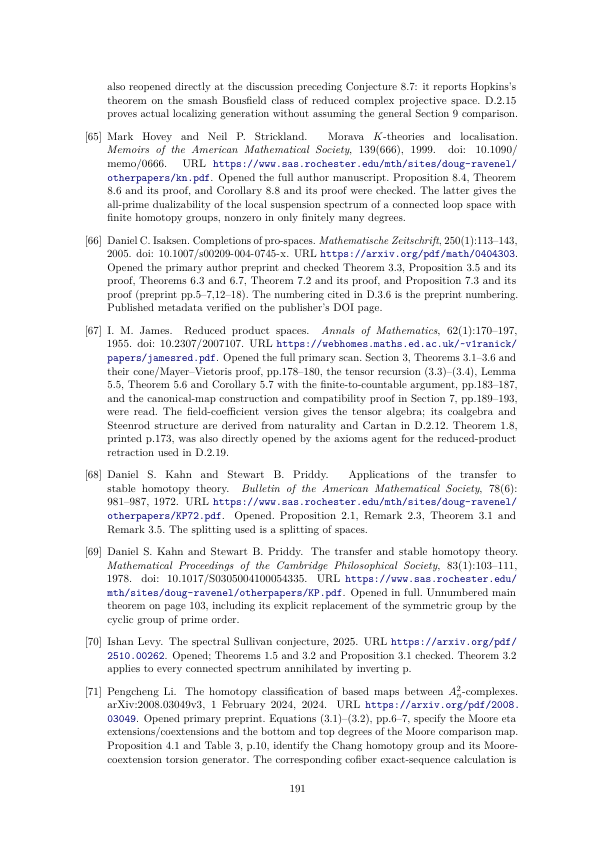 also reopened directly at the discussion preceding Conjecture 8.7: it reports Hopkins's
theorem on the smash Bousfield class of reduced complex projective space. D.2.15
proves actual localizing generation without assuming the general Section 9 comparison.
[65] Mark Hovey and Neil P. Strickland. Morava K-theories and localisation.
Memoirs of the American Mathematical Society, 139(666), 1999. doi: 10.1090/
memo/0666. URL https://www.sas.rochester.edu/mth/sites/doug-ravenel/
otherpapers/kn.pdf. Opened the full author manuscript. Proposition 8.4, Theorem
8.6 and its proof, and Corollary 8.8 and its proof were checked. The latter gives the
all-prime dualizability of the local suspension spectrum of a connected loop space with
finite homotopy groups, nonzero in only finitely many degrees.
[66] Daniel C. Isaksen. Completions of pro-spaces. Mathematische Zeitschrift, 250(1):113–143,
2005. doi: 10.1007/s00209-004-0745-x. URL https://arxiv.org/pdf/math/0404303.
Opened the primary author preprint and checked Theorem 3.3, Proposition 3.5 and its
proof, Theorems 6.3 and 6.7, Theorem 7.2 and its proof, and Proposition 7.3 and its
proof (preprint pp.5–7,12–18). The numbering cited in D.3.6 is the preprint numbering.
Published metadata verified on the publisher's DOI page.
[67] I. M. James. Reduced product spaces. Annals of Mathematics, 62(1):170–197,
1955. doi: 10.2307/2007107. URL https://webhomes.maths.ed.ac.uk/~v1ranick/
papers/jamesred.pdf. Opened the full primary scan. Section 3, Theorems 3.1–3.6 and
their cone/Mayer–Vietoris proof, pp.178–180, the tensor recursion (3.3)–(3.4), Lemma
5.5, Theorem 5.6 and Corollary 5.7 with the finite-to-countable argument, pp.183–187,
and the canonical-map construction and compatibility proof in Section 7, pp.189–193,
were read. The field-coefficient version gives the tensor algebra; its coalgebra and
Steenrod structure are derived from naturality and Cartan in D.2.12. Theorem 1.8,
printed p.173, was also directly opened by the axioms agent for the reduced-product
retraction used in D.2.19.
[68] Daniel S. Kahn and Stewart B. Priddy. Applications of the transfer to
stable homotopy theory. Bulletin of the American Mathematical Society, 78(6):
981–987, 1972. URL https://www.sas.rochester.edu/mth/sites/doug-ravenel/
otherpapers/KP72.pdf. Opened. Proposition 2.1, Remark 2.3, Theorem 3.1 and
Remark 3.5. The splitting used is a splitting of spaces.
[69] Daniel S. Kahn and Stewart B. Priddy. The transfer and stable homotopy theory.
Mathematical Proceedings of the Cambridge Philosophical Society, 83(1):103–111,
1978. doi: 10.1017/S0305004100054335. URL https://www.sas.rochester.edu/
mth/sites/doug-ravenel/otherpapers/KP.pdf. Opened in full. Unnumbered main
theorem on page 103, including its explicit replacement of the symmetric group by the
cyclic group of prime order.
[70] Ishan Levy. The spectral Sullivan conjecture, 2025. URL https://arxiv.org/pdf/
2510.00262. Opened; Theorems 1.5 and 3.2 and Proposition 3.1 checked. Theorem 3.2
applies to every connected spectrum annihilated by inverting p.
[71] Pengcheng Li. The homotopy classification of based maps between A²ₙ-complexes.
arXiv:2008.03049v3, 1 February 2024, 2024. URL https://arxiv.org/pdf/2008.
03049. Opened primary preprint. Equations (3.1)–(3.2), pp.6–7, specify the Moore eta
extensions/coextensions and the bottom and top degrees of the Moore comparison map.
Proposition 4.1 and Table 3, p.10, identify the Chang homotopy group and its Moore-
coextension torsion generator. The corresponding cofiber exact-sequence calculation is
191